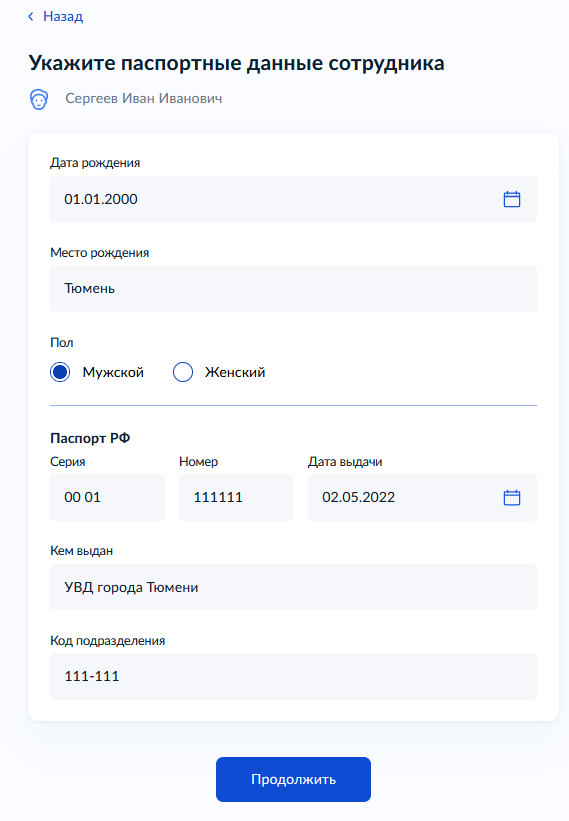 Назад
Укажите паспортные данные сотрудника
Сергеев Иван Иванович
Дата рождения
01.01.2000
Место рождения
Тюмень
Пол
Мужской Женский
Паспорт РФ
Серия Номер Дата выдачи
00 01 111111 02.05.2022
Кем выдан
УВД города Тюмени
Код подразделения
111-111
Продолжить